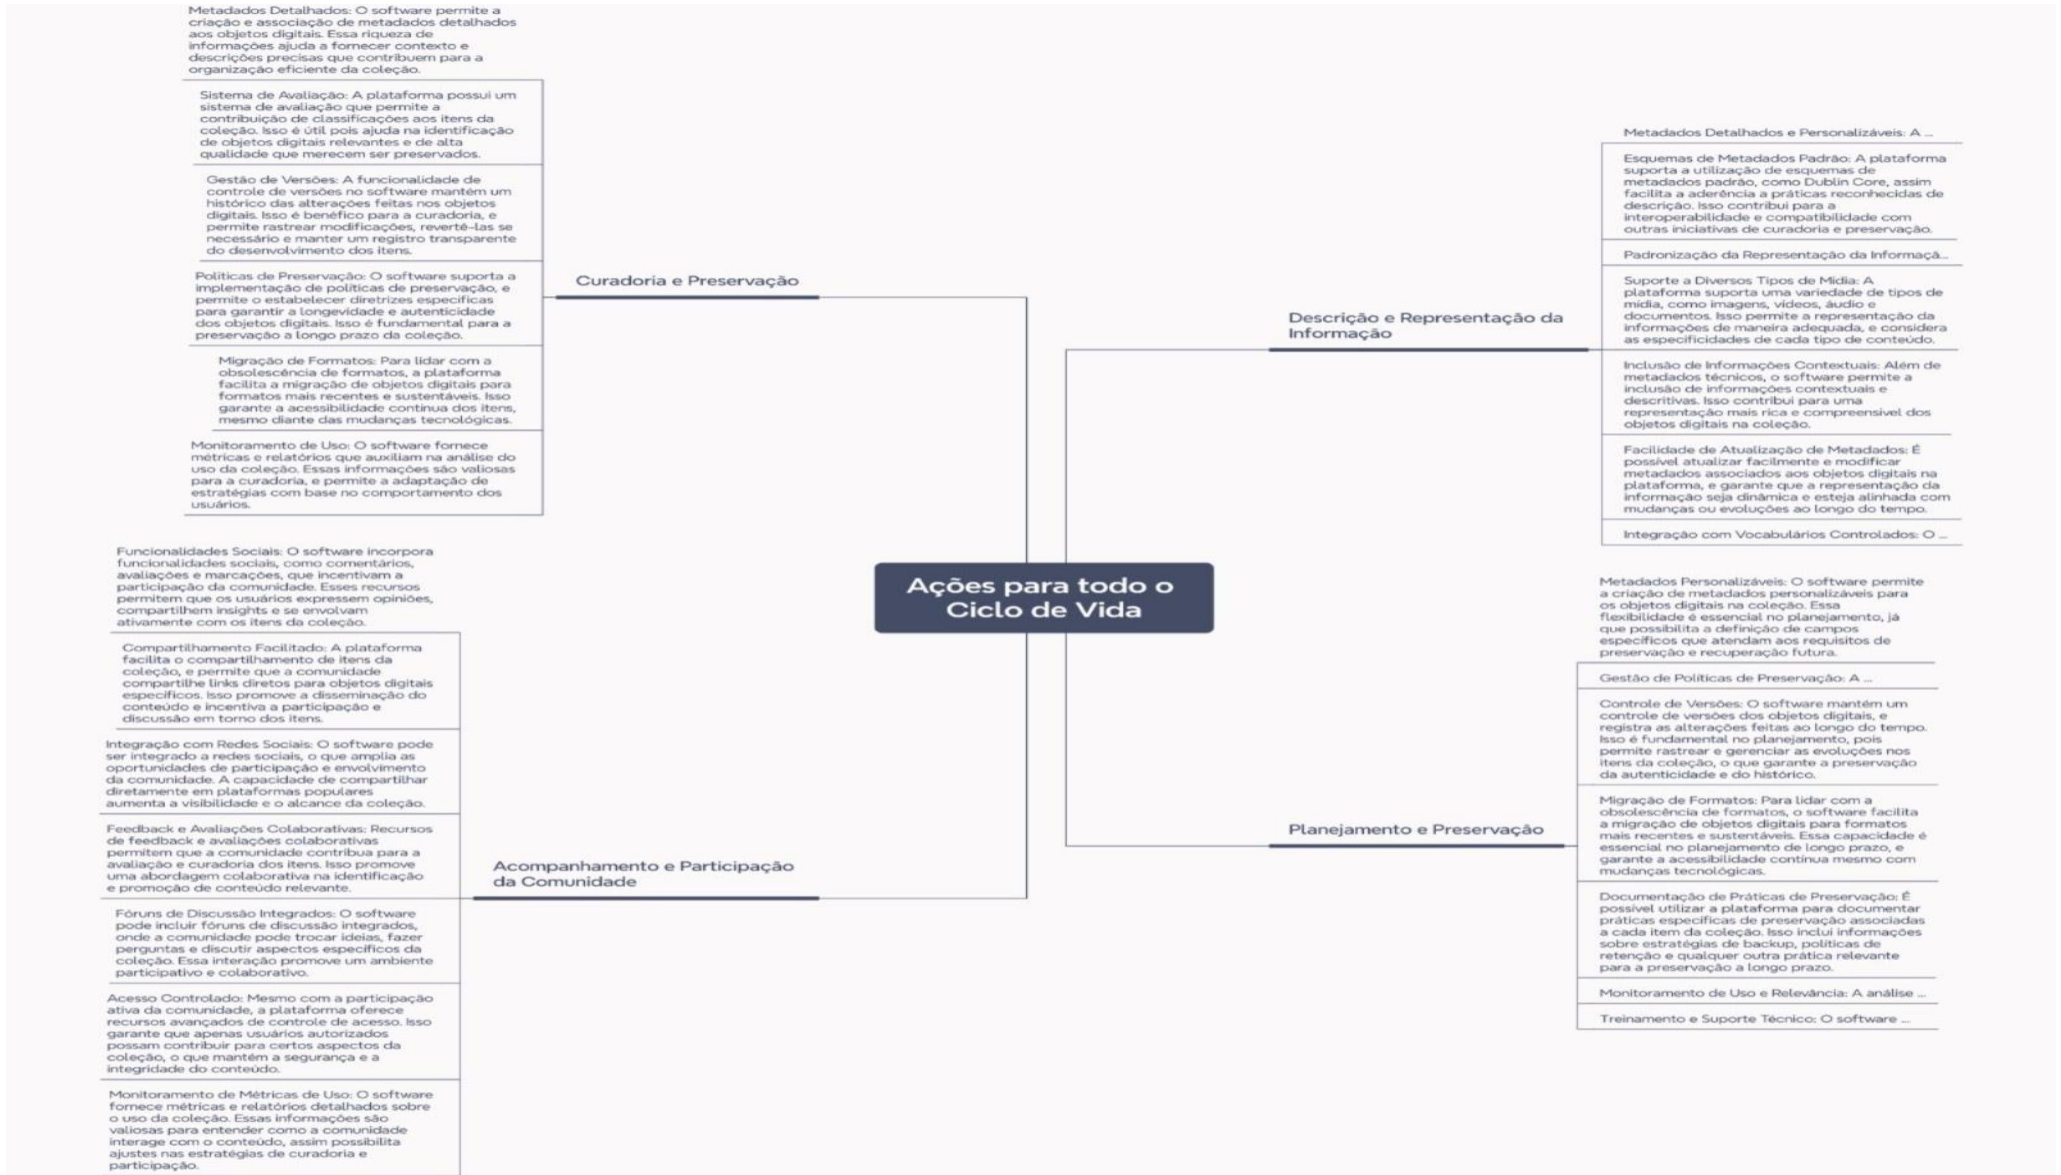 Metadados Detalhados: O software permite a
criação e associação de metadados detalhados
aos objetos digitais. Essa riqueza de
informações ajuda a fornecer contexto e
descrições precisas que contribuem para a
organização eficiente da coleção.
Sistema de Avaliação: A plataforma possui um
sistema de avaliação que permite a
contribuição de classificações aos itens da
coleção. Isso é útil pois ajuda na identificação
de objetos digitais relevantes e de alta
qualidade que merecem ser preservados.
Gestão de Versões: A funcionalidade de
controle de versões no software mantém um
histórico das alterações feitas nos objetos
digitais. Isso é benéfico para a curadoria, e
permite rastrear modificações, revertê-las se
necessário e manter um registro transparente
do desenvolvimento dos itens.
Políticas de Preservação: O software suporta a
implementação de políticas de preservação, e
permite o estabelecer diretrizes específicas
para garantir a longevidade e autenticidade
dos objetos digitais. Isso é fundamental para a
preservação a longo prazo da coleção.
Migração de Formatos: Para lidar com a
obsolescência de formatos, a plataforma
facilita a migração de objetos digitais para
formatos mais recentes e sustentáveis. Isso
garante a acessibilidade contínua dos itens,
mesmo diante das mudanças tecnológicas.
Monitoramento de Uso: O software fornece
métricas e relatórios que auxiliam na análise do
uso da coleção. Essas informações são valiosas
para a curadoria, e permite a adaptação de
estratégias com base no comportamento dos
usuários.
Curadoria e Preservação
Funcionalidades Sociais: O software incorpora
funcionalidades sociais, como comentários,
avaliações e marcações, que incentivam a
participação da comunidade. Esses recursos
permitem que os usuários expressem opiniões,
compartilhem insights e se envolvam
ativamente com os itens da coleção.
Compartilhamento Facilitado: A plataforma
facilita o compartilhamento de itens da
coleção, e permite que a comunidade
compartilhe links diretos para objetos digitais
específicos. Isso promove a disseminação do
conteúdo e incentiva a participação e
discussão em torno dos itens.
Integração com Redes Sociais: O software pode
ser integrado a redes sociais, o que amplia as
oportunidades de participação e envolvimento
da comunidade. A capacidade de compartilhar
diretamente em plataformas populares
aumenta a visibilidade e o alcance da coleção.
Feedback e Avaliações Colaborativas: Recursos
de feedback e avaliações colaborativas
permitem que a comunidade contribua para a
avaliação e curadoria dos itens. Isso promove
uma abordagem colaborativa na identificação
e promoção de conteúdo relevante.
Fóruns de Discussão Integrados: O software
pode incluir fóruns de discussão integrados,
onde a comunidade pode trocar ideias, fazer
perguntas e discutir aspectos específicos da
coleção. Essa interação promove um ambiente
participativo e colaborativo.
Acesso Controlado: Mesmo com a participação
ativa da comunidade, a plataforma oferece
recursos avançados de controle de acesso. Isso
garante que apenas usuários autorizados
possam contribuir para certos aspectos da
coleção, o que mantém a segurança e a
integridade do conteúdo.
Monitoramento de Métricas de Uso: O software
fornece métricas e relatórios detalhados sobre
o uso da coleção. Essas informações são
valiosas para entender como a comunidade
interage com o conteúdo, assim possibilita
ajustes nas estratégias de curadoria e
participação.
Acompanhamento e Participação
da Comunidade
Ações para todo o
Ciclo de Vida
Descrição e Representação da
Informação
Metadados Detalhados e Personalizáveis: A ...
Esquemas de Metadados Padrão: A plataforma
suporta a utilização de esquemas de
metadados padrão, como Dublin Core, assim
facilita a aderência a práticas reconhecidas de
descrição. Isso contribui para a
interoperabilidade e compatibilidade com
outras iniciativas de curadoria e preservação.
Padronização da Representação da Informaçã...
Suporte a Diversos Tipos de Mídia: A
plataforma suporta uma variedade de tipos de
mídia, como imagens, vídeos, áudio e
documentos. Isso permite a representação da
informações de maneira adequada, e considera
as especificidades de cada tipo de conteúdo.
Inclusão de Informações Contextuais: Além de
metadados técnicos, o software permite a
inclusão de informações contextuais e
descritivas. Isso contribui para uma
representação mais rica e compreensível dos
objetos digitais na coleção.
Facilidade de Atualização de Metadados: É
possível atualizar facilmente e modificar
metadados associados aos objetos digitais na
plataforma, e garante que a representação da
informação seja dinâmica e esteja alinhada com
mudanças ou evoluções ao longo do tempo.
Integração com Vocabulários Controlados: O ...
Planejamento e Preservação
Metadados Personalizáveis: O software permite
a criação de metadados personalizáveis para
os objetos digitais na coleção. Essa
flexibilidade é essencial no planejamento, já
que possibilita a definição de campos
específicos que atendam aos requisitos de
preservação e recuperação futura.
Gestão de Políticas de Preservação: A ...
Controle de Versões: O software mantém um
controle de versões dos objetos digitais, e
registra as alterações feitas ao longo do tempo.
Isso é fundamental no planejamento, pois
permite rastrear e gerenciar as evoluções nos
itens da coleção, o que garante a preservação
da autenticidade e do histórico.
Migração de Formatos: Para lidar com a
obsolescência de formatos, o software facilita
a migração de objetos digitais para formatos
mais recentes e sustentáveis. Essa capacidade é
essencial no planejamento de longo prazo, e
garante a acessibilidade contínua mesmo com
mudanças tecnológicas.
Documentação de Práticas de Preservação: É
possível utilizar a plataforma para documentar
práticas específicas de preservação associadas
a cada item da coleção. Isso inclui informações
sobre estratégias de backup, políticas de
retenção e qualquer outra prática relevante
para a preservação a longo prazo.
Monitoramento de Uso e Relevância: A análise ...
Treinamento e Suporte Técnico: O software ...